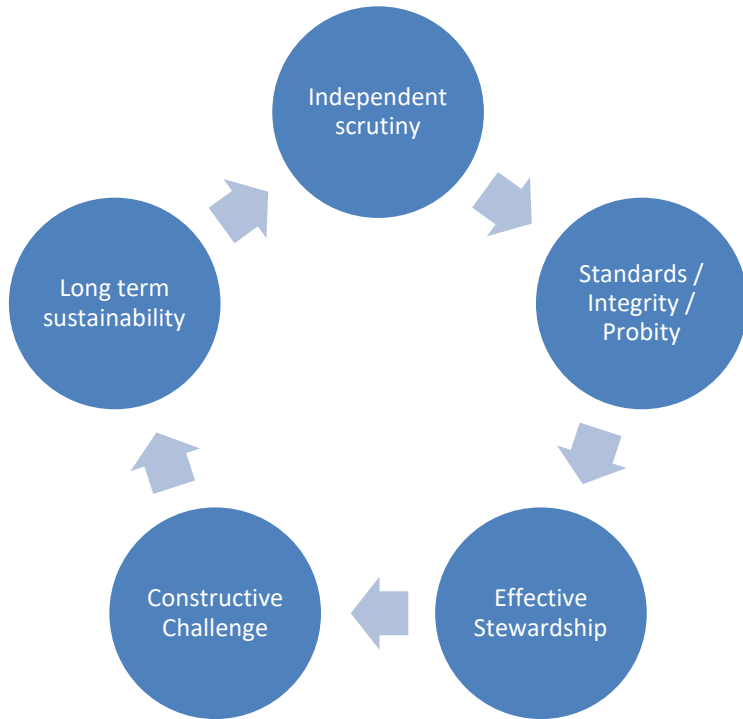 Independent
scrutiny
Standards /
Integrity /
Probity
Effective
Stewardship
Constructive
Challenge
Long term
sustainability